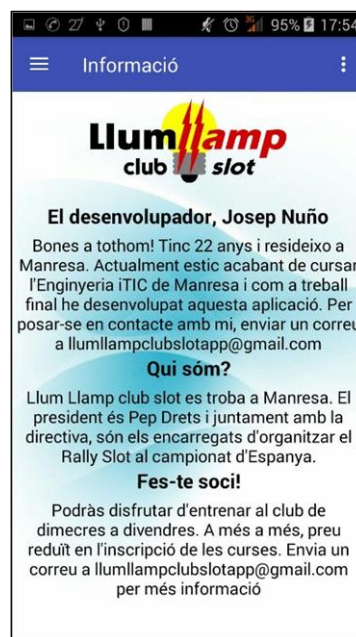 27 3G 95% 17:54
Informació
Llumllamp
club slot
El desenvolupador, Josep Nuño
Bones a tothom! Tinc 22 anys i resideixo a
Manresa. Actualment estic acabant de cursar
l'Enginyeria iTIC de Manresa i com a treball
final he desenvolupat aquesta aplicació. Per
posar-se en contacte amb mi, enviar un correu
a llumllampclubslotapp@gmail.com
Qui sóm?
Llum Llamp club slot es troba a Manresa. El
president és Pep Drets i juntament amb la
directiva, són els encarregats d'organitzar el
Rally Slot al campionat d'Espanya.
Fes-te soci!
Podràs disfrutar d'entrenar al club de
dimecres a divendres. A més a més, preu
reduït en l'inscripció de les curses. Envia un
correu a llumllampclubslotapp@gmail.com
per més informació